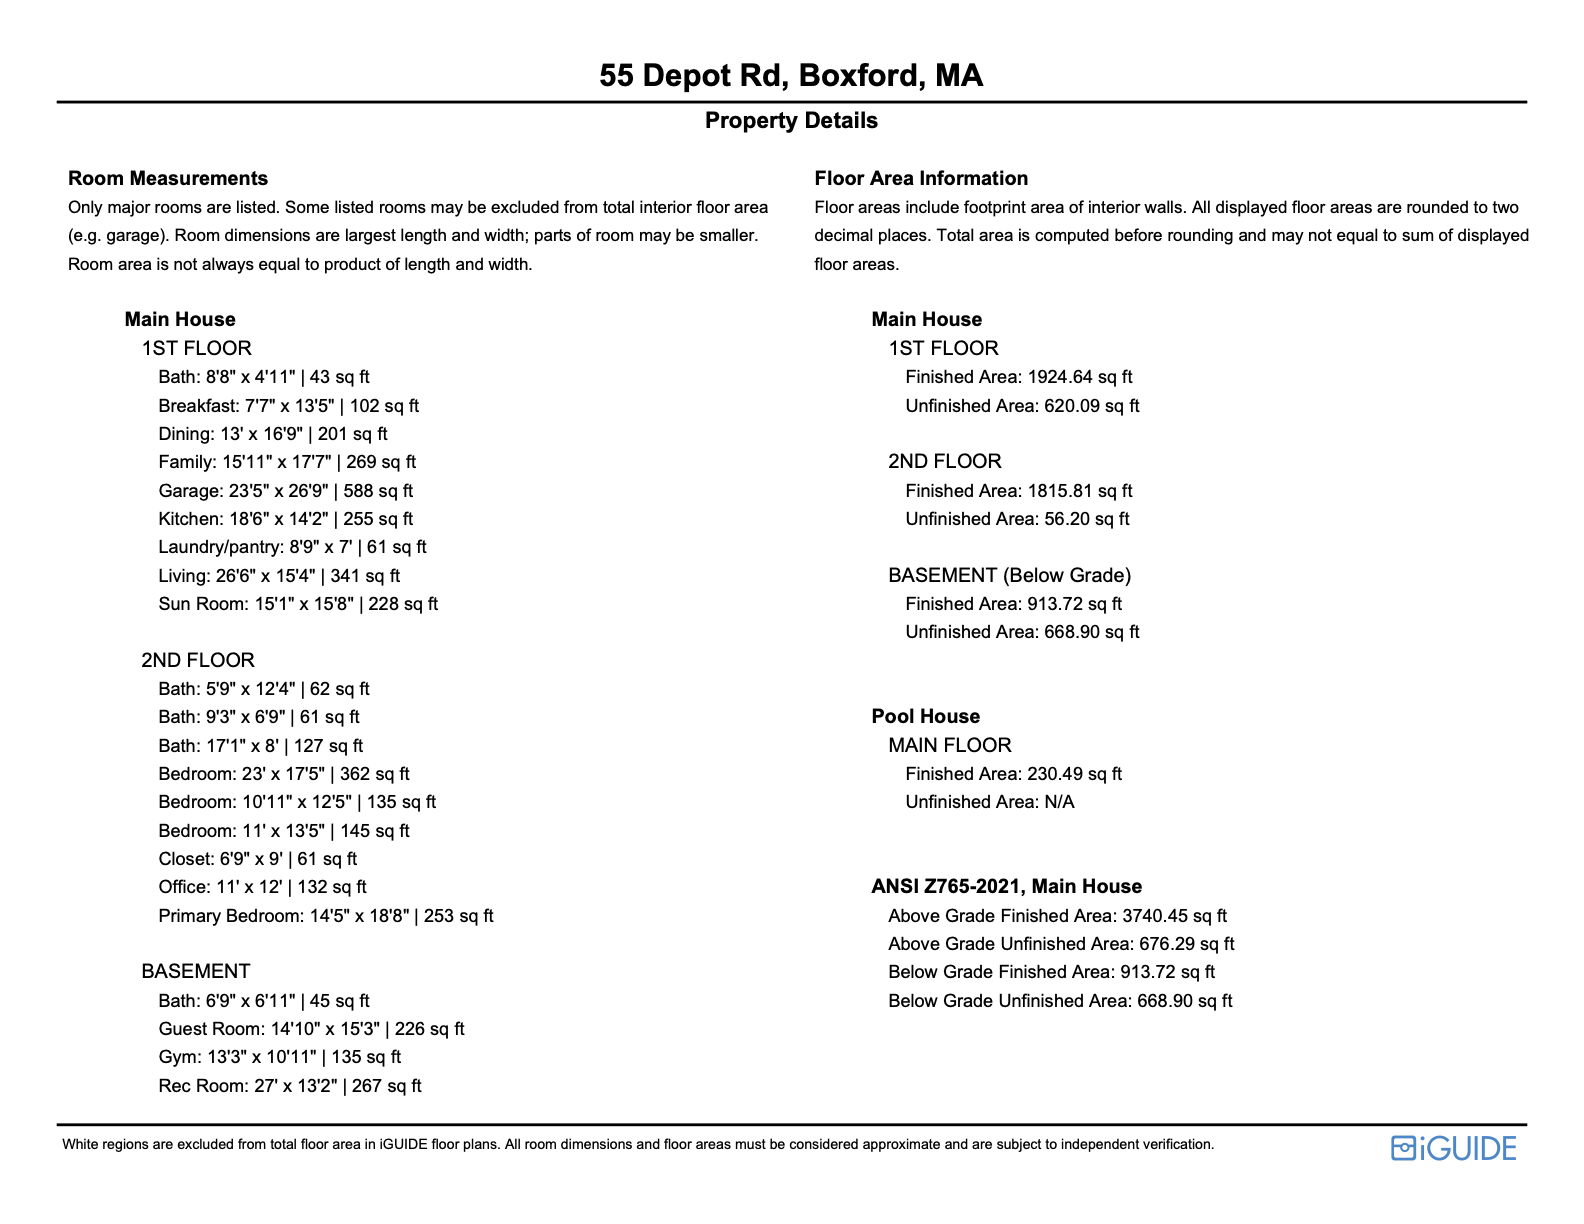 55 Depot Rd, Boxford, MA
Property Details
Room Measurements
Only major rooms are listed. Some listed rooms may be excluded from total interior floor area
(e.g. garage). Room dimensions are largest length and width; parts of room may be smaller.
Room area is not always equal to product of length and width.
Main House
1ST FLOOR
Bath: 8'8" x 4'11" | 43 sq ft
Breakfast: 7'7" x 13'5" | 102 sq ft
Dining: 13' x 16'9" | 201 sq ft
Family: 15'11" x 17'7" | 269 sq ft
Garage: 23'5" x 26'9" | 588 sq ft
Kitchen: 18'6" x 14'2" | 255 sq ft
Laundry/pantry: 8'9" x 7' | 61 sq ft
Living: 26'6" x 15'4" | 341 sq ft
Sun Room: 15'1" x 15'8" | 228 sq ft
2ND FLOOR
Bath: 5'9" x 12'4" | 62 sq ft
Bath: 9'3" x 6'9" | 61 sq ft
Bath: 17'1" x 8' | 127 sq ft
Bedroom: 23' x 17'5" | 362 sq ft
Bedroom: 10'11" x 12'5" | 135 sq ft
Bedroom: 11' x 13'5" | 145 sq ft
Closet: 6'9" x 9' | 61 sq ft
Office: 11' x 12' | 132 sq ft
Primary Bedroom: 14'5" x 18'8" | 253 sq ft
BASEMENT
Bath: 6'9" x 6'11" | 45 sq ft
Guest Room: 14'10" x 15'3" | 226 sq ft
Gym: 13'3" x 10'11" | 135 sq ft
Rec Room: 27' x 13'2" | 267 sq ft
Floor Area Information
Floor areas include footprint area of interior walls. All displayed floor areas are rounded to two
decimal places. Total area is computed before rounding and may not equal to sum of displayed
floor areas.
Main House
1ST FLOOR
Finished Area: 1924.64 sq ft
Unfinished Area: 620.09 sq ft
2ND FLOOR
Finished Area: 1815.81 sq ft
Unfinished Area: 56.20 sq ft
BASEMENT (Below Grade)
Finished Area: 913.72 sq ft
Unfinished Area: 668.90 sq ft
Pool House
MAIN FLOOR
Finished Area: 230.49 sq ft
Unfinished Area: N/A
ANSI Z765-2021, Main House
Above Grade Finished Area: 3740.45 sq ft
Above Grade Unfinished Area: 676.29 sq ft
Below Grade Finished Area: 913.72 sq ft
Below Grade Unfinished Area: 668.90 sq ft
White regions are excluded from total floor area in iGUIDE floor plans. All room dimensions and floor areas must be considered approximate and are subject to independent verification.
iGUIDE